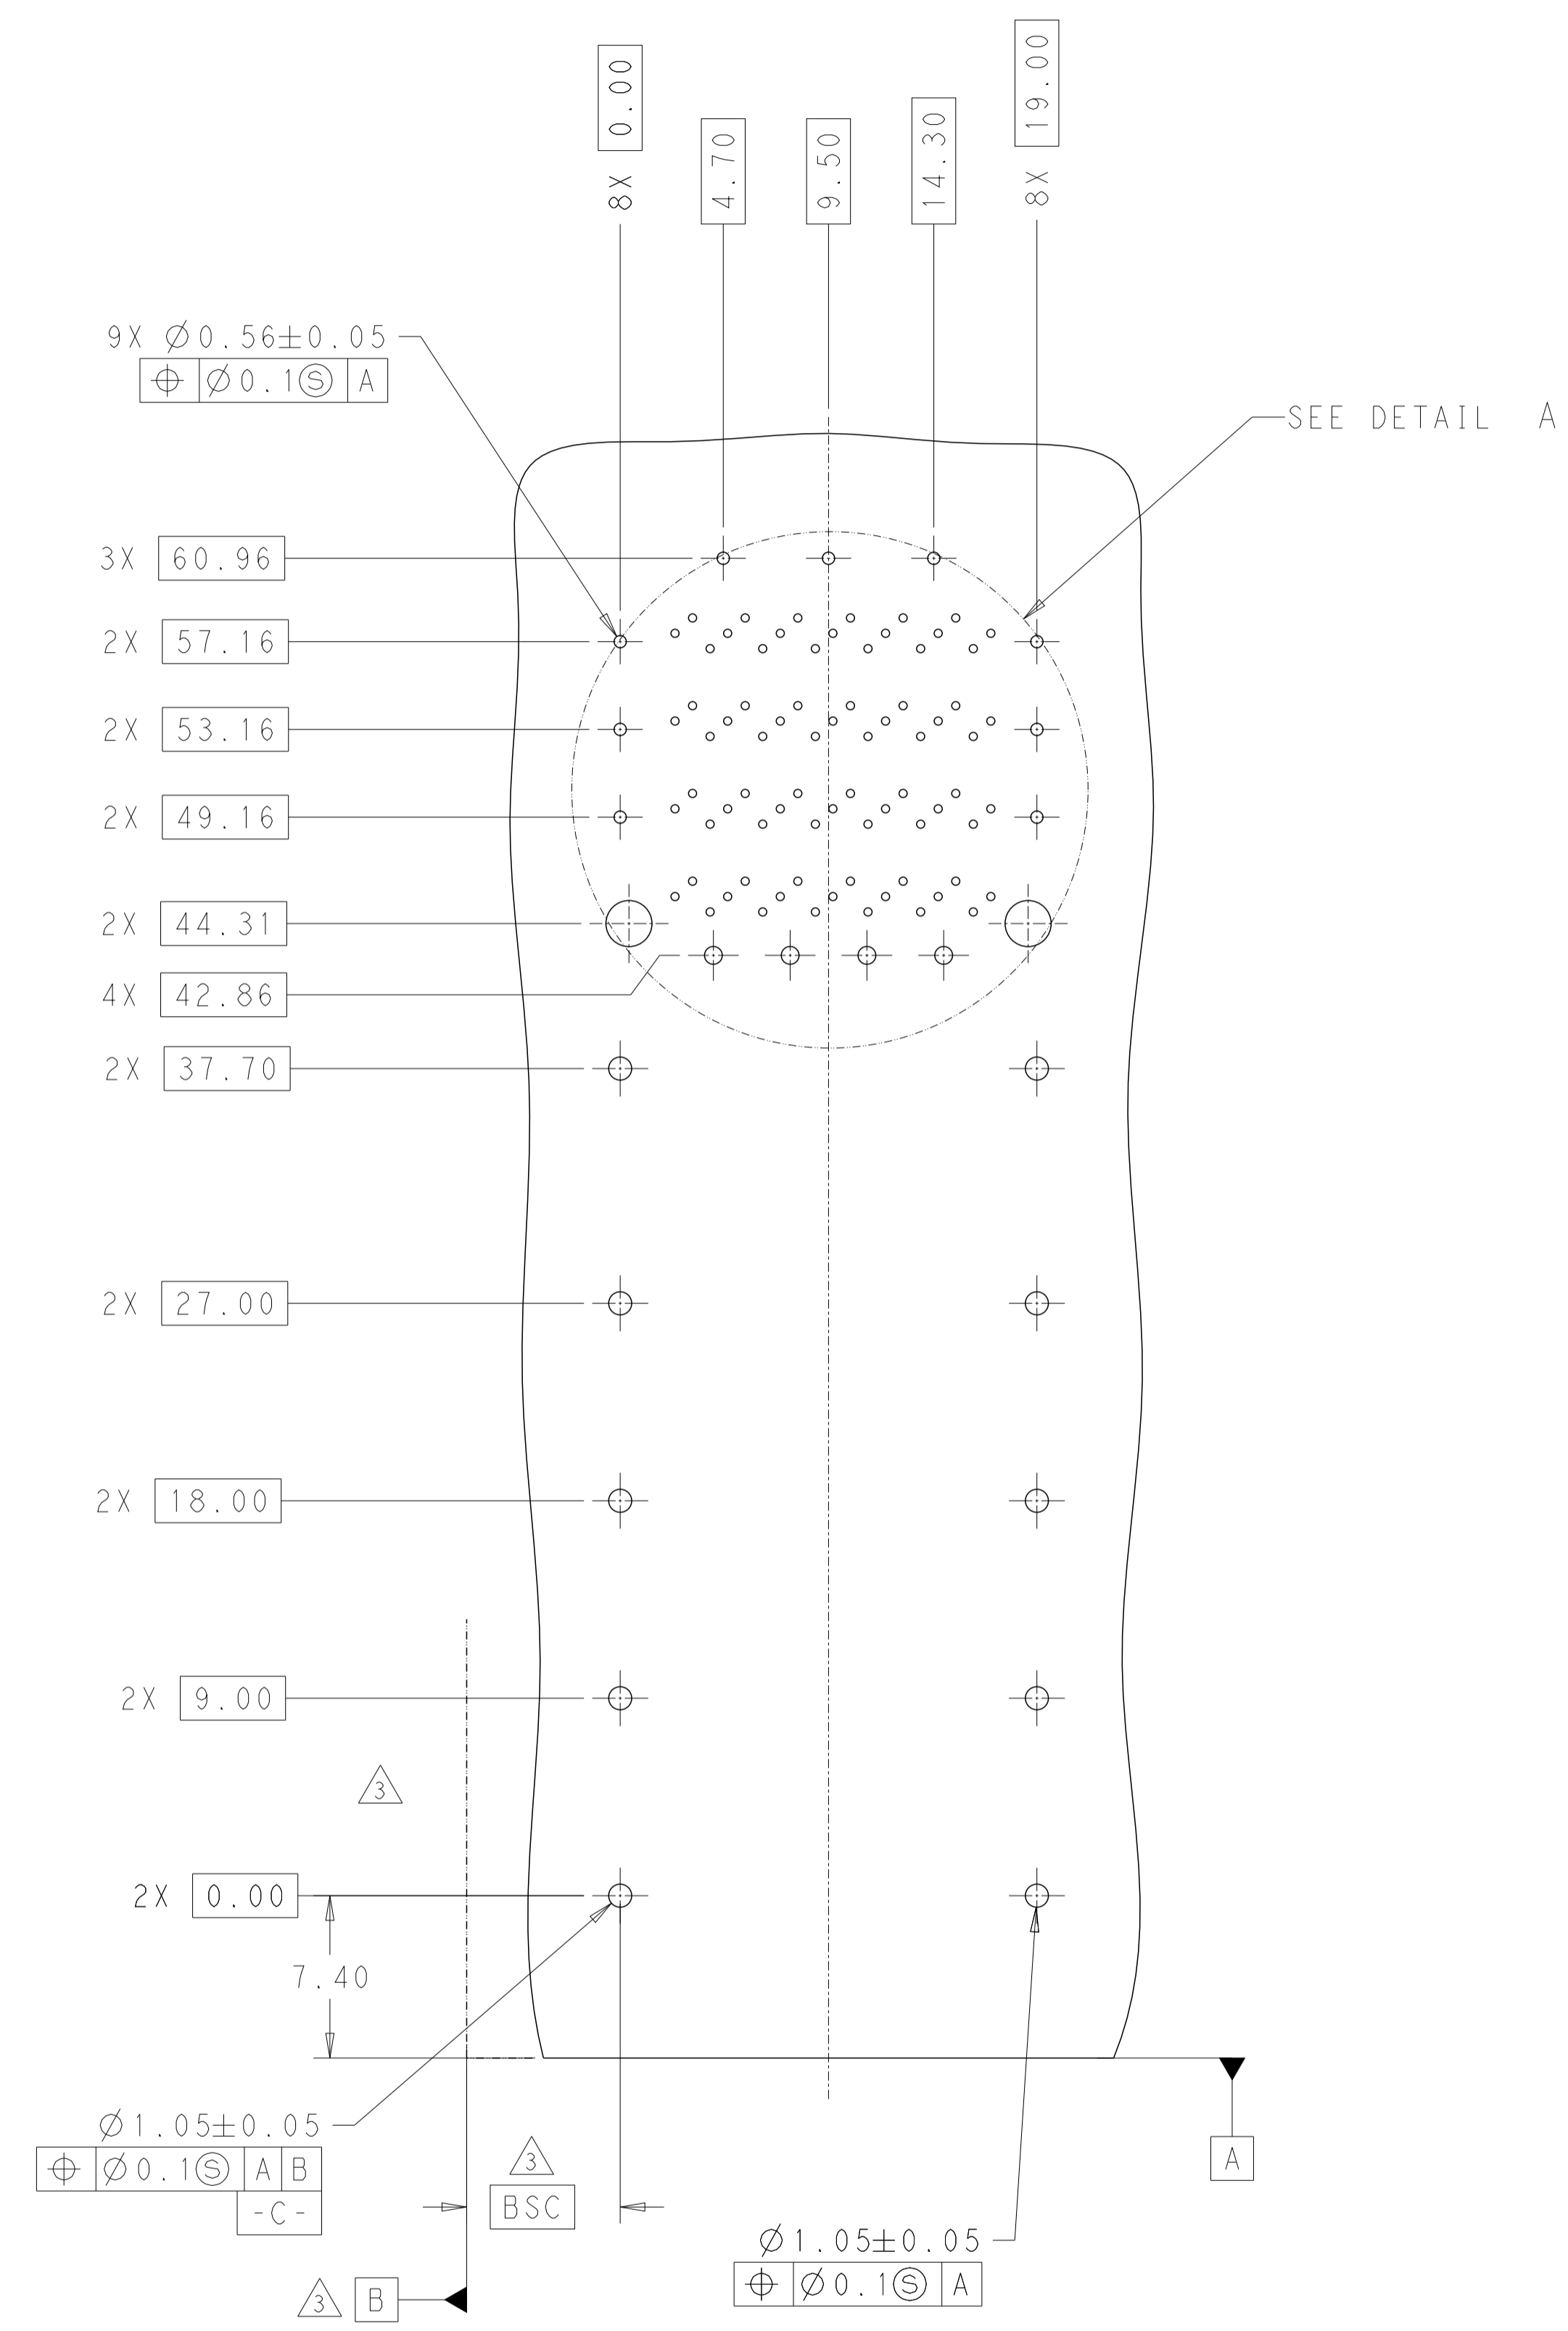 8X 0.00
4.70
9.50
14.30
8X 19.00
9X ∅0.56±0.05
⌖ ∅0.1Ⓢ A
SEE DETAIL A
3X 60.96
2X 57.16
2X 53.16
2X 49.16
2X 44.31
4X 42.86
2X 37.70
2X 27.00
2X 18.00
2X 9.00
3
2X 0.00
7.40
∅1.05±0.05
⌖ ∅0.1Ⓢ A B
-C-
3
BSC
A
∅1.05±0.05
⌖ ∅0.1Ⓢ A
3 B